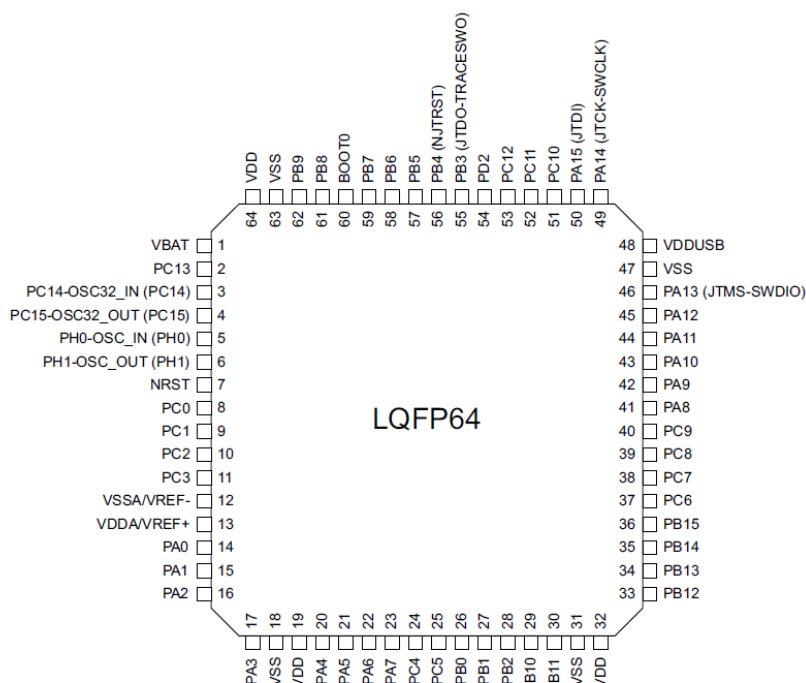 VDD VSS PB9 PB8 BOOT0 PB7 PB6 PB5 PB4 (NJTRST) PB3 (JTDO-TRACESWO) PD2 PC12 PC11 PC10 PA15 (JTDI) PA14 (JTCK-SWCLK)
64 63 62 61 60 59 58 57 56 55 54 53 52 51 50 49
VBAT 1 48 VDDUSB
PC13 2 47 VSS
PC14-OSC32_IN (PC14) 3 46 PA13 (JTMS-SWDIO)
PC15-OSC32_OUT (PC15) 4 45 PA12
PH0-OSC_IN (PH0) 5 44 PA11
PH1-OSC_OUT (PH1) 6 43 PA10
NRST 7 42 PA9
PC0 8 41 PA8
LQFP64
PC1 9 40 PC9
PC2 10 39 PC8
PC3 11 38 PC7
VSSA/VREF- 12 37 PC6
VDDA/VREF+ 13 36 PB15
PA0 14 35 PB14
PA1 15 34 PB13
PA2 16 33 PB12
17 18 19 20 21 22 23 24 25 26 27 28 29 30 31 32
PA3 VSS VDD PA4 PA5 PA6 PA7 PC4 PC5 PB0 PB1 PB2 B10 B11 VSS VDD